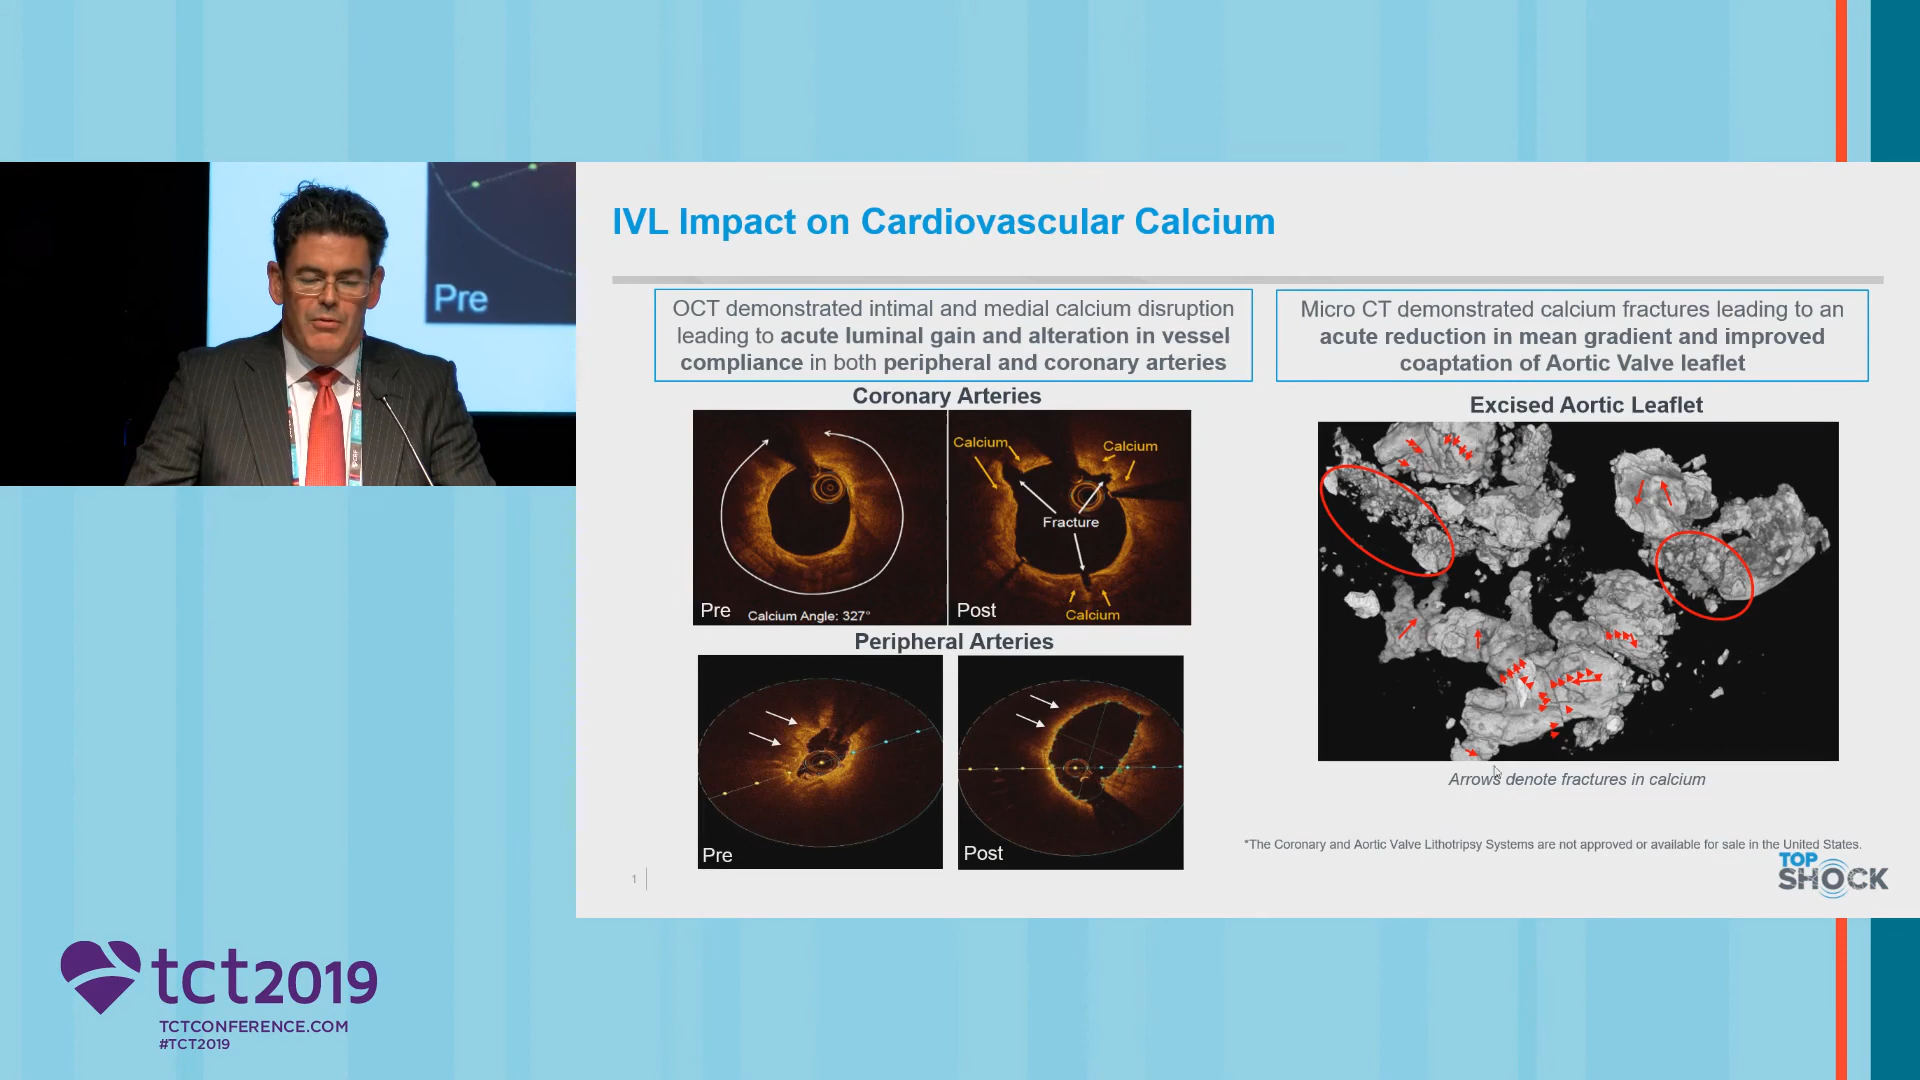 Pre
IVL Impact on Cardiovascular Calcium
OCT demonstrated intimal and medial calcium disruption
leading to acute luminal gain and alteration in vessel
compliance in both peripheral and coronary arteries
Micro CT demonstrated calcium fractures leading to an
acute reduction in mean gradient and improved
coaptation of Aortic Valve leaflet
Coronary Arteries
Pre
Calcium Angle: 327°
Calcium
Calcium
Fracture
Calcium
Post
Peripheral Arteries
Pre
Post
Excised Aortic Leaflet
Arrows denote fractures in calcium
*The Coronary and Aortic Valve Lithotripsy Systems are not approved or available for sale in the United States.
1
TOP
SHOCK
tct2019
TCTCONFERENCE.COM
#TCT2019